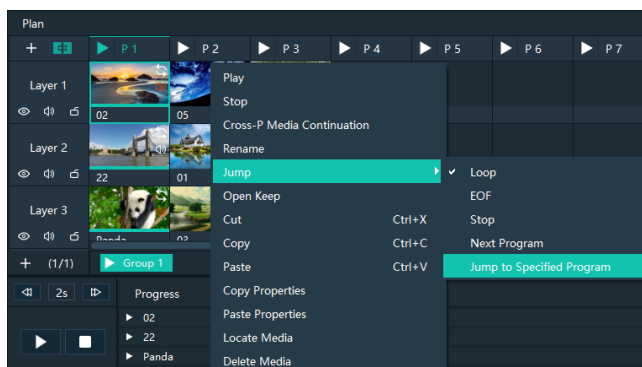 Plan
+ P 1 P 2 P 3 P 4 P 5 P 6 P 7
Layer 1
02 05
Layer 2
22 01
Layer 3
Panda 03
+ (1/1) Group 1
2s Progress
02
22
Panda
Play
Stop
Cross-P Media Continuation
Rename
Jump
Open Keep
Cut Ctrl+X
Copy Ctrl+C
Paste Ctrl+V
Copy Properties
Paste Properties
Locate Media
Delete Media
Loop
EOF
Stop
Next Program
Jump to Specified Program